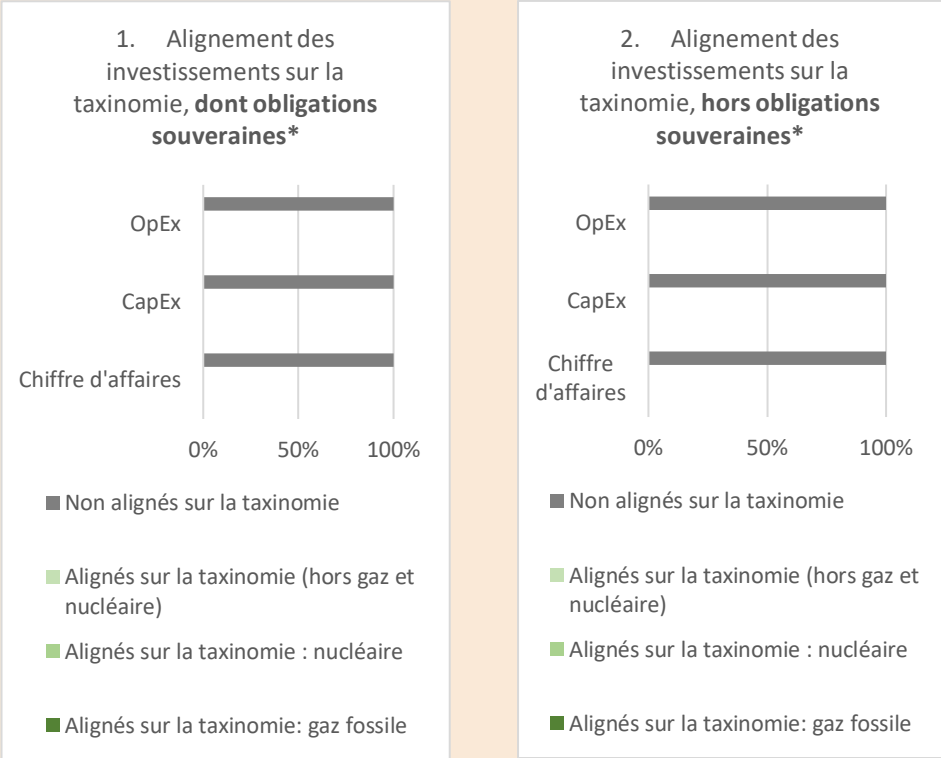 1. Alignement des
investissements sur la
taxinomie, dont obligations
souveraines*
OpEx
CapEx
Chiffre d'affaires
0% 50% 100%
Non alignés sur la taxinomie
Alignés sur la taxinomie (hors gaz et
nucléaire)
Alignés sur la taxinomie : nucléaire
Alignés sur la taxinomie: gaz fossile
2. Alignement des
investissements sur la
taxinomie, hors obligations
souveraines*
OpEx
CapEx
Chiffre
d'affaires
0% 50% 100%
Non alignés sur la taxinomie
Alignés sur la taxinomie (hors gaz et
nucléaire)
Alignés sur la taxinomie : nucléaire
Alignés sur la taxinomie: gaz fossile